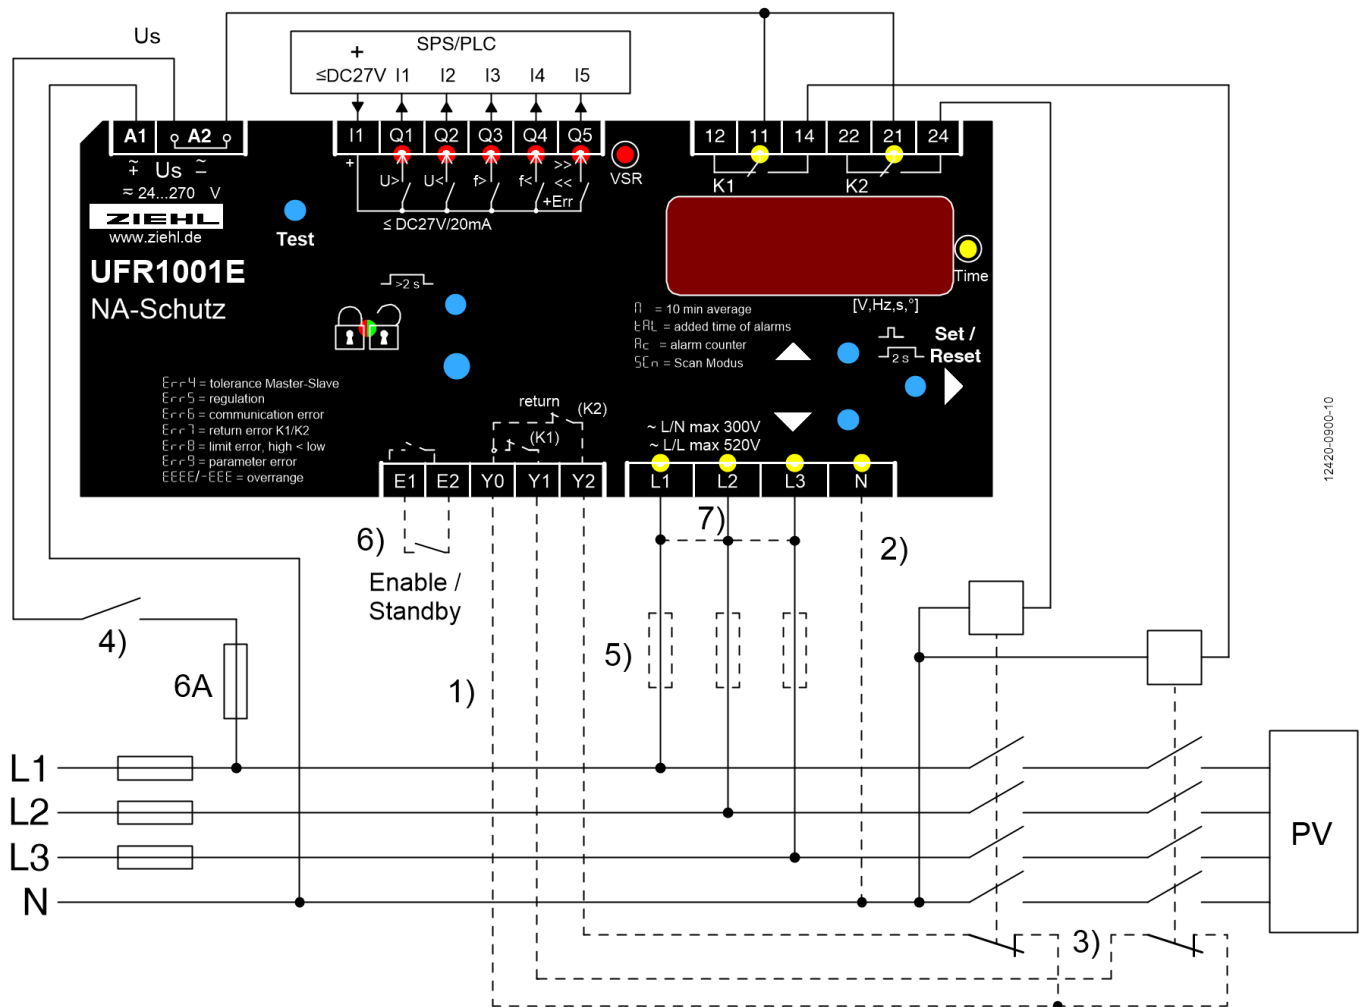 Us
SPS/PLC
+
≤DC27V I1 I2 I3 I4 I5
A1 A2
I1 Q1 Q2 Q3 Q4 Q5
12 11 14 22 21 24
~ Us ~
+ –
≂ 24...270 V
+ U> U< f> f< >>
<<
+Err
VSR
K1 K2
≤ DC27V/20mA
ZIEHL
www.ziehl.de
Test
UFR1001E
NA-Schutz
>2 s
Time
[V,Hz,s,°]
A = 10 min average
tAL = added time of alarms
Ac = alarm counter
SCn = Scan Modus
Set /
2 s Reset
Err4 = tolerance Master-Slave
Err5 = regulation
Err6 = communication error
Err7 = return error K1/K2
Err8 = limit error, high < low
Err9 = parameter error
EEEE/-EEE = overrange
return (K2)
(K1)
~ L/N max 300V
~ L/L max 520V
E1 E2 Y0 Y1 Y2
L1 L2 L3 N
12420-0900-10
7)
6)
2)
Enable /
Standby
4)
5)
6A
1)
L1
L2
L3
N
PV
3)